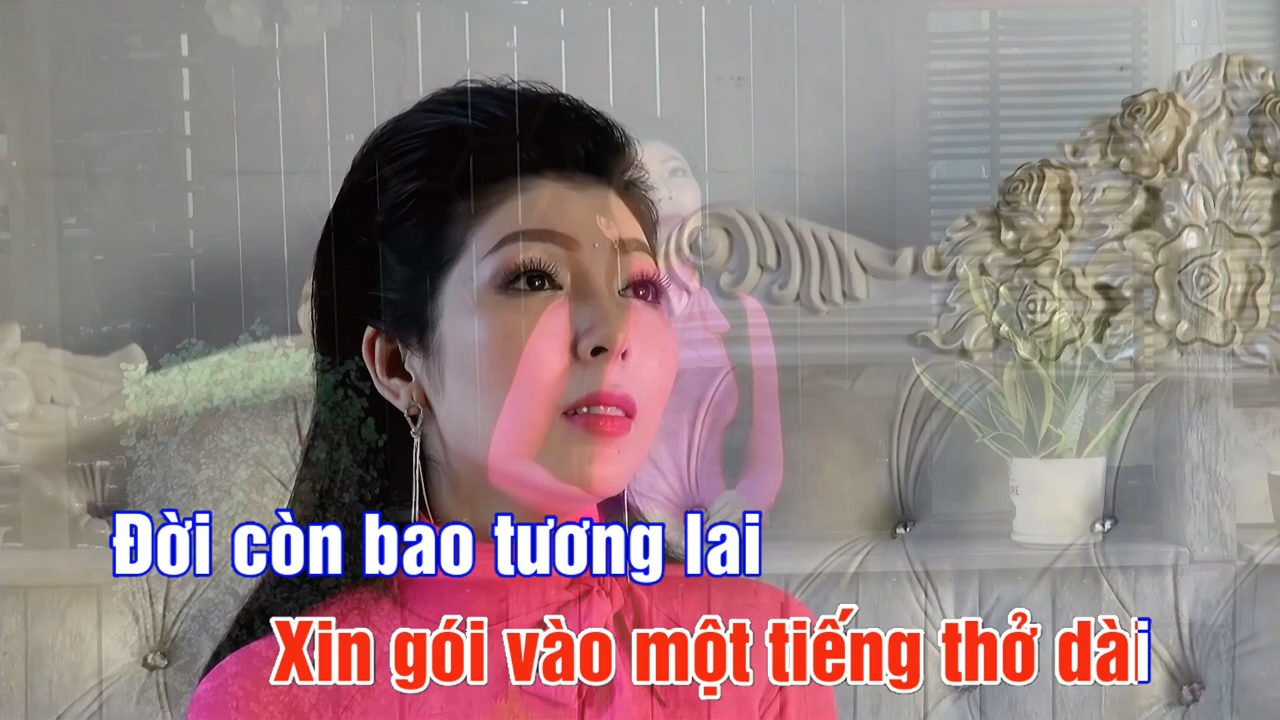 Đời còn bao tương lai
Xin gói vào một tiếng thở dài